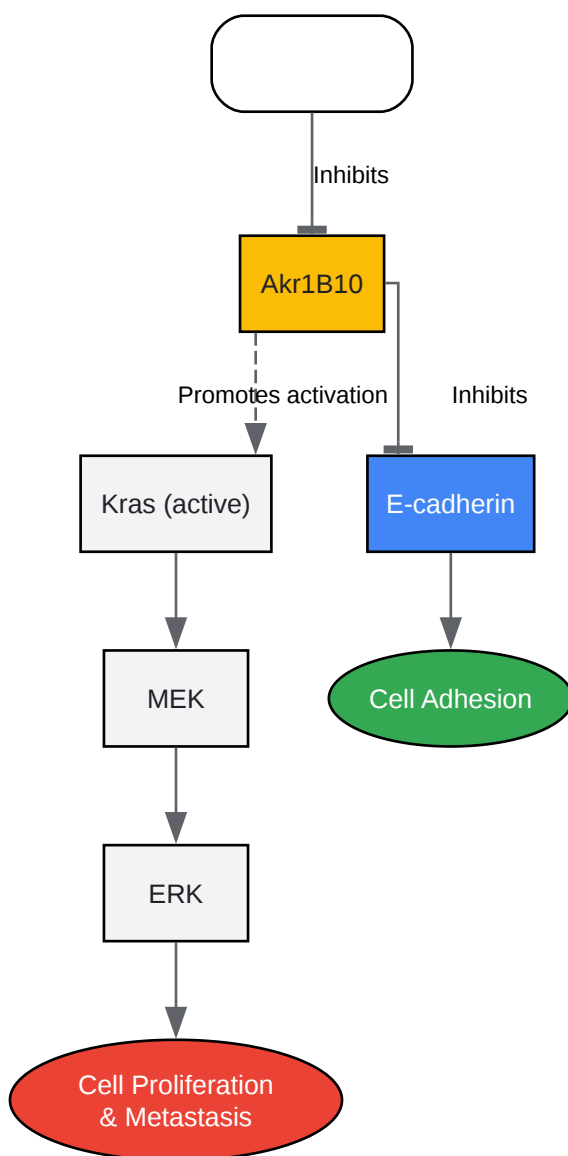 Inhibits
Akr1B10
Promotes activation
Inhibits
Kras (active)
E-cadherin
MEK
Cell Adhesion
ERK
Cell Proliferation
& Metastasis